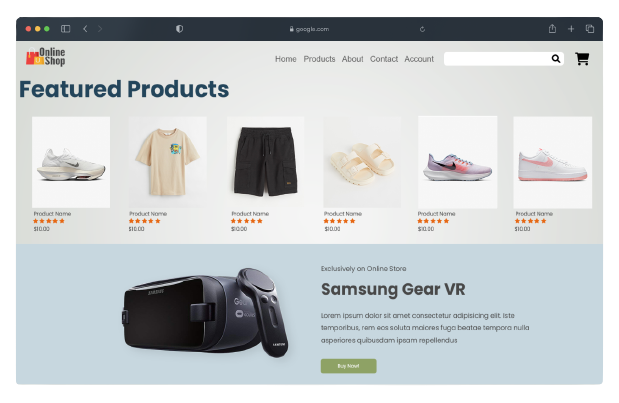 google.com
Online
Shop
Home Products About Contact Account
Featured Products
Product Name Product Name Product Name Product Name Product Name Product Name
$10.00 $10.00 $10.00 $10.00 $10.00 $10.00
Exclusively on Online Store
Samsung Gear VR
Lorem ipsum dolor sit amet consectetur adipisicing elit. Iste
temporibus, rem eos soluta maiores fuga beatae tempora nulla
asperiores quibusdam ipsam repellendus
Buy Now!
SAMSUNG
SAMSUNG